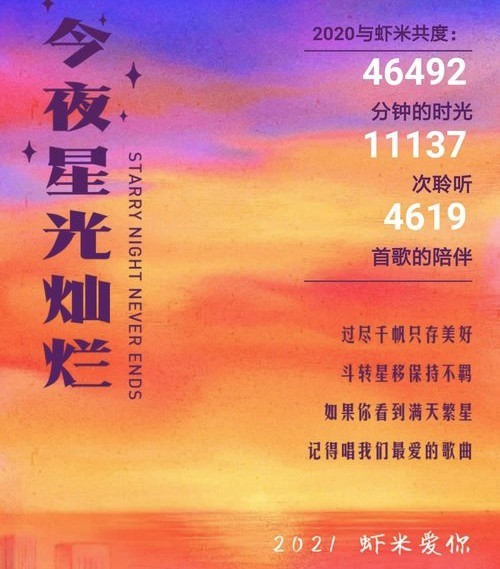 今夜星光灿烂
STARRY NIGHT NEVER ENDS
2020与虾米共度：
46492
分钟的时光
11137
次聆听
4619
首歌的陪伴
过尽千帆只存美好
斗转星移保持不羁
如果你看到满天繁星
记得唱我们最爱的歌曲
2021 虾米爱你